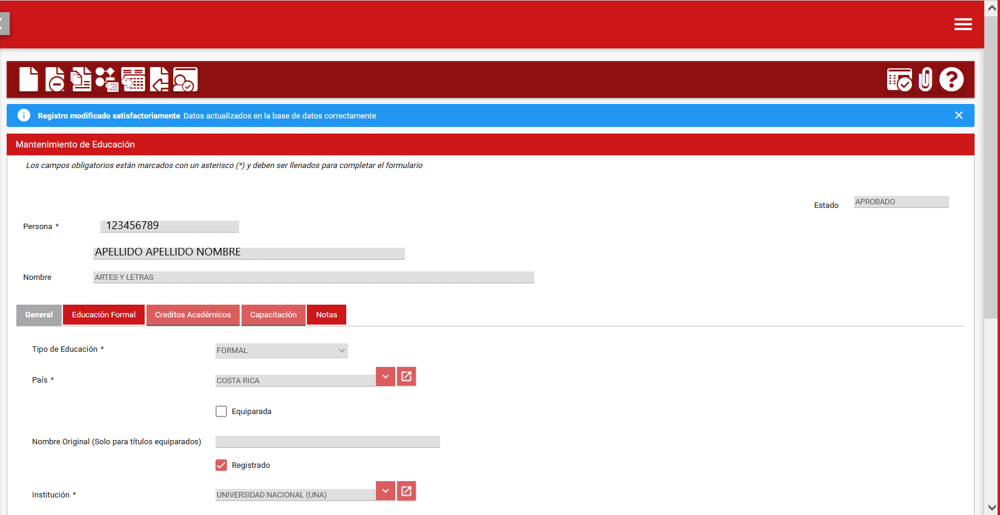 Registro modificado satisfactoriamente Datos actualizados en la base de datos correctamente
Mantenimiento de Educación
Los campos obligatorios están marcados con un asterisco (*) y deben ser llenados para completar el formulario
Estado APROBADO
Persona * 123456789
APELLIDO APELLIDO NOMBRE
Nombre ARTES Y LETRAS
General Educación Formal Creditos Académicos Capacitación Notas
Tipo de Educación * FORMAL
País * COSTA RICA
Equiparada
Nombre Original (Solo para títulos equiparados)
Registrado
Institución * UNIVERSIDAD NACIONAL (UNA)